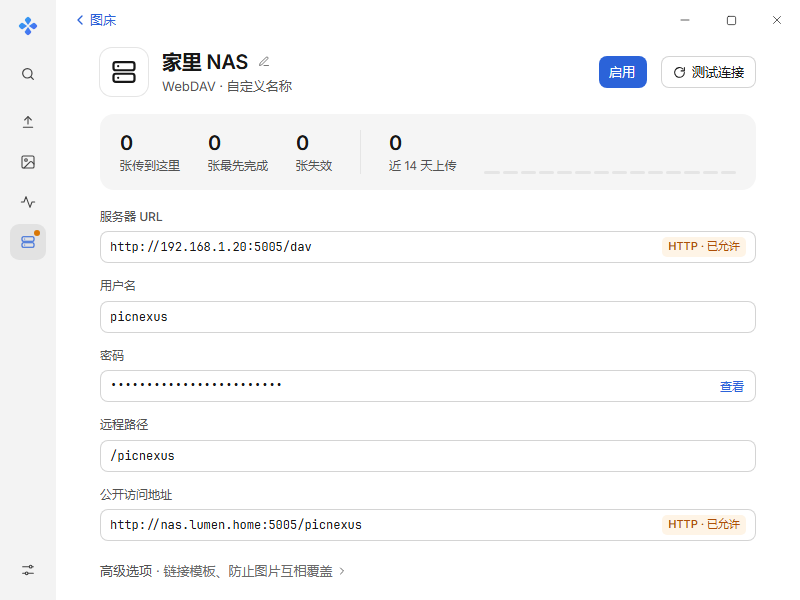 图床
家里 NAS
WebDAV · 自定义名称
启用
测试连接
0
张传到这里
0
张最先完成
0
张失效
0
近 14 天上传
服务器 URL
http://192.168.1.20:5005/dav
HTTP · 已允许
用户名
picnexus
密码
••••••••••••••••••••••••
查看
远程路径
/picnexus
公开访问地址
http://nas.lumen.home:5005/picnexus
HTTP · 已允许
高级选项 · 链接模板、防止图片互相覆盖